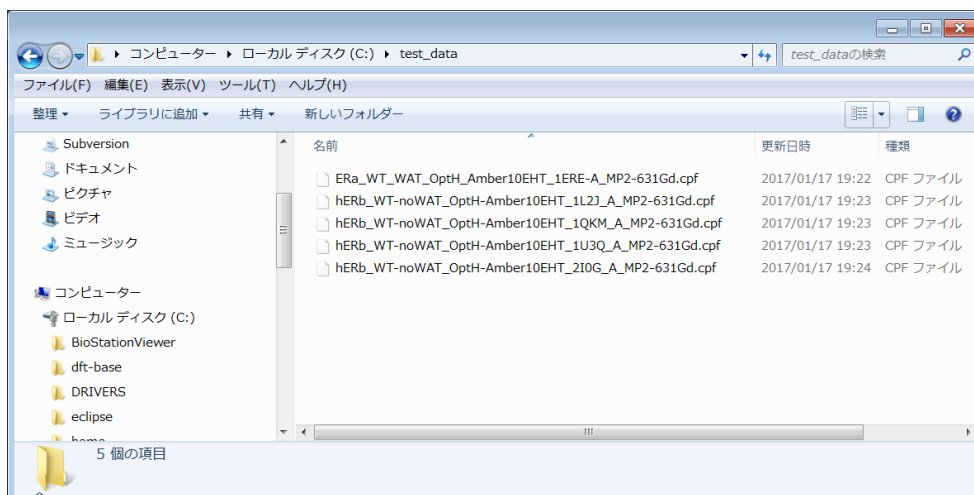 コンピューター ▸ ローカル ディスク (C:) ▸ test_data
test_dataの検索
ファイル(F) 編集(E) 表示(V) ツール(T) ヘルプ(H)
整理 ライブラリに追加 共有 新しいフォルダー
Subversion
ドキュメント
ピクチャ
ビデオ
ミュージック
コンピューター
ローカル ディスク (C:)
BioStationViewer
dft-base
DRIVERS
eclipse
名前 更新日時 種類
ERa_WT_WAT_OptH_Amber10EHT_1ERE-A_MP2-631Gd.cpf 2017/01/17 19:22 CPF ファイル
hERb_WT-noWAT_OptH-Amber10EHT_1L2J_A_MP2-631Gd.cpf 2017/01/17 19:23 CPF ファイル
hERb_WT-noWAT_OptH-Amber10EHT_1QKM_A_MP2-631Gd.cpf 2017/01/17 19:23 CPF ファイル
hERb_WT-noWAT_OptH-Amber10EHT_1U3Q_A_MP2-631Gd.cpf 2017/01/17 19:23 CPF ファイル
hERb_WT-noWAT_OptH-Amber10EHT_2I0G_A_MP2-631Gd.cpf 2017/01/17 19:24 CPF ファイル
5 個の項目